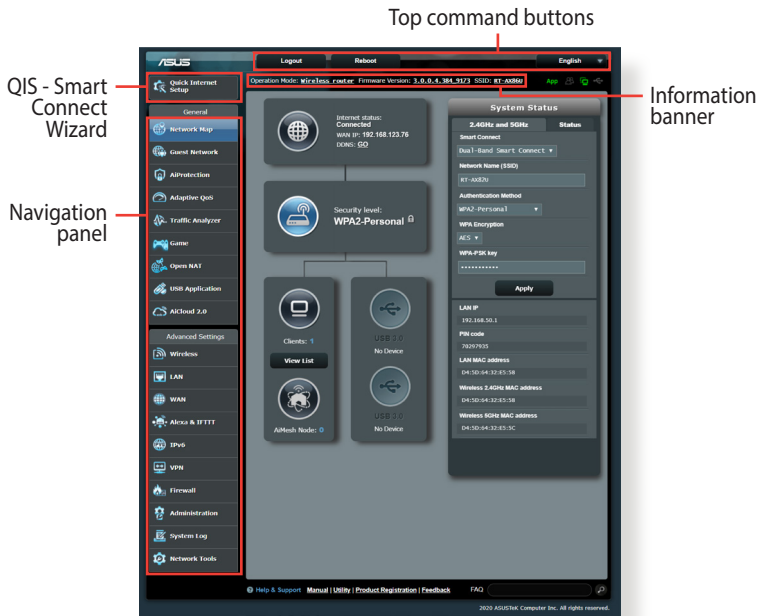 Top command buttons
ASUS
Logout
Reboot
English
Quick Internet
Setup
Operation Mode: Wireless router Firmware Version: 3.0.0.4.384_9173 SSID: RT-AX86U
App
QIS - Smart
Connect
Wizard
Information
banner
Navigation
panel
General
Network Map
Guest Network
AiProtection
Adaptive QoS
Traffic Analyzer
Game
Open NAT
USB Application
AiCloud 2.0
Advanced Settings
Wireless
LAN
WAN
Alexa & IFTTT
IPv6
VPN
Firewall
Administration
System Log
Network Tools
Internet status:
Connected
WAN IP: 192.168.123.76
DDNS: GO
Security level:
WPA2-Personal
Clients: 1
View List
AiMesh Node: 0
USB 3.0
No Device
USB 3.0
No Device
System Status
2.4GHz and 5GHz
Status
Smart Connect
Dual-Band Smart Connect
Network Name (SSID)
RT-AX82U
Authentication Method
WPA2-Personal
WPA Encryption
AES
WPA-PSK key
•••••••••••
Apply
LAN IP
192.168.50.1
PIN code
70297935
LAN MAC address
D4:5D:64:32:E5:58
Wireless 2.4GHz MAC address
D4:5D:64:32:E5:58
Wireless 5GHz MAC address
D4:5D:64:32:E5:5C
Help & Support Manual | Utility | Product Registration | Feedback FAQ
2020 ASUSTeK Computer Inc. All rights reserved.